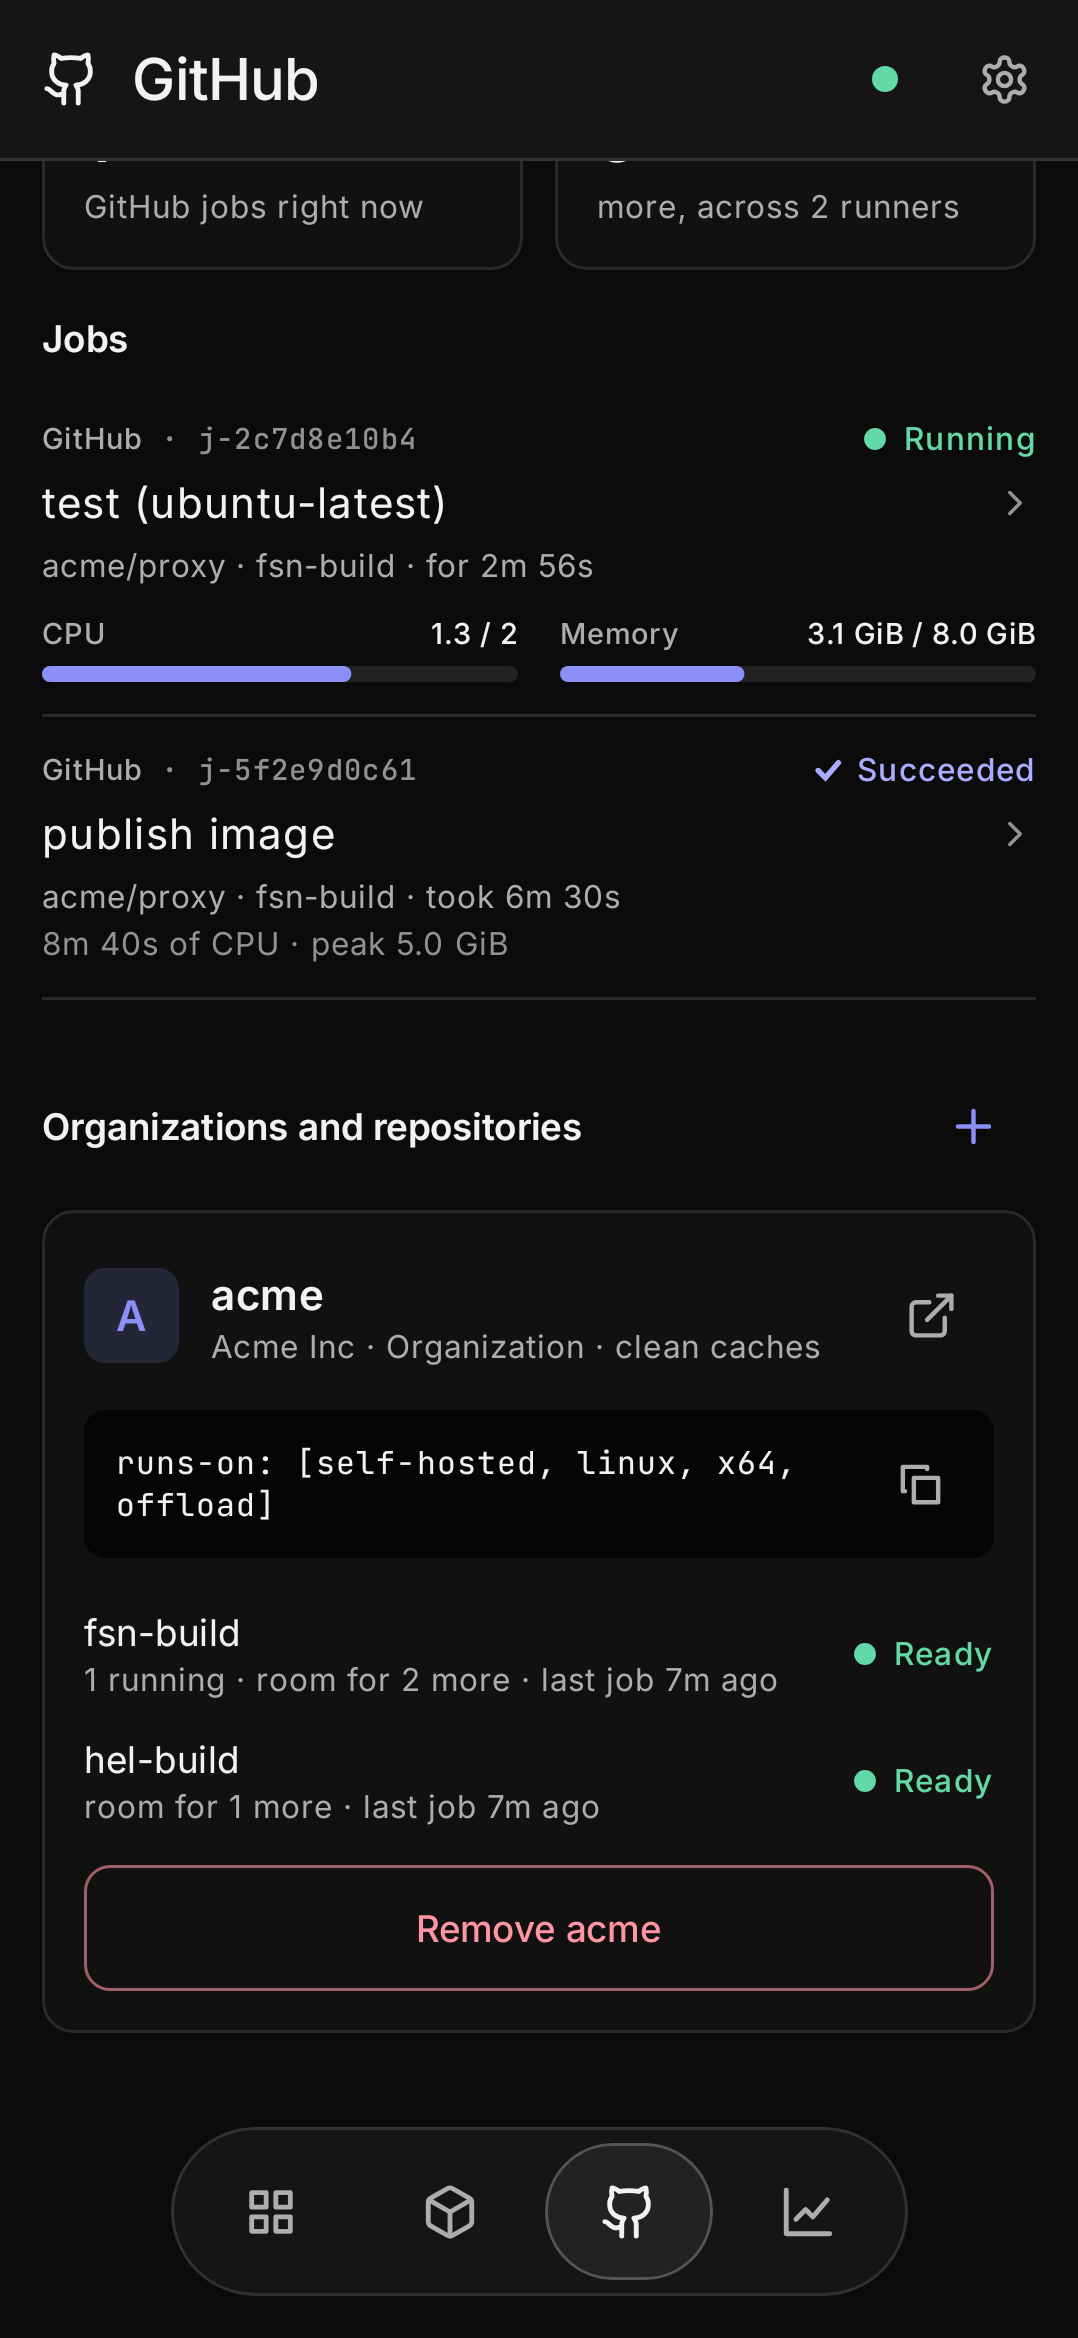 GitHub
GitHub jobs right now
more, across 2 runners
Jobs
GitHub · j-2c7d8e10b4
Running
test (ubuntu-latest)
acme/proxy · fsn-build · for 2m 56s
CPU 1.3 / 2
Memory 3.1 GiB / 8.0 GiB
GitHub · j-5f2e9d0c61
Succeeded
publish image
acme/proxy · fsn-build · took 6m 30s
8m 40s of CPU · peak 5.0 GiB
Organizations and repositories
A
acme
Acme Inc · Organization · clean caches
runs-on: [self-hosted, linux, x64,
offload]
fsn-build
1 running · room for 2 more · last job 7m ago
Ready
hel-build
room for 1 more · last job 7m ago
Ready
Remove acme